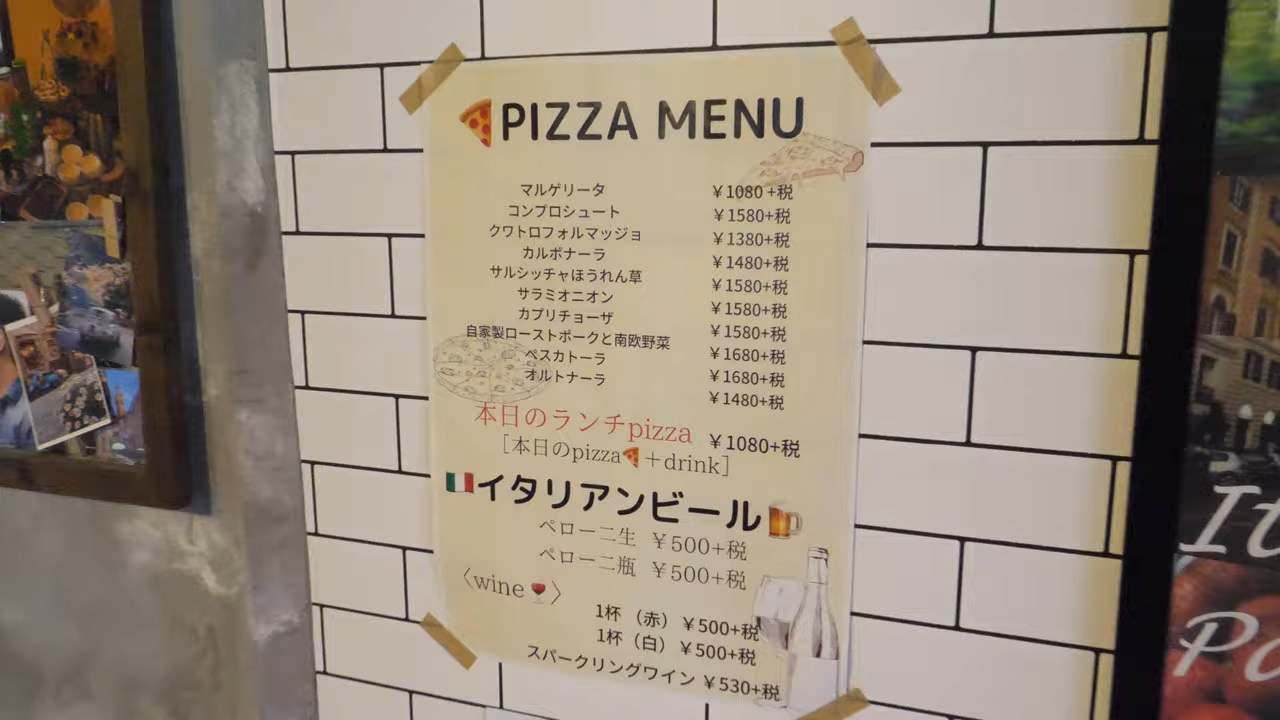 PIZZA MENU
マルゲリータ ￥1080 +税
コンプロシュート ￥1580+税
クワトロフォルマッジョ ￥1380+税
カルボナーラ ￥1480+税
サルシッチャほうれん草 ￥1580+税
サラミオニオン ￥1580+税
カプリチョーザ ￥1580+税
自家製ローストポークと南欧野菜 ￥1680+税
ペスカトーラ ￥1680+税
オルトナーラ ￥1480+税
本日のランチpizza ￥1080+税
［本日のpizza🍕＋drink］
🇮🇹イタリアンビール🍺
ペローニ生 ￥500+税
ペローニ瓶 ￥500+税
〈wine🍷〉
1杯（赤）￥500+税
1杯（白）￥500+税
スパークリングワイン ￥530+税